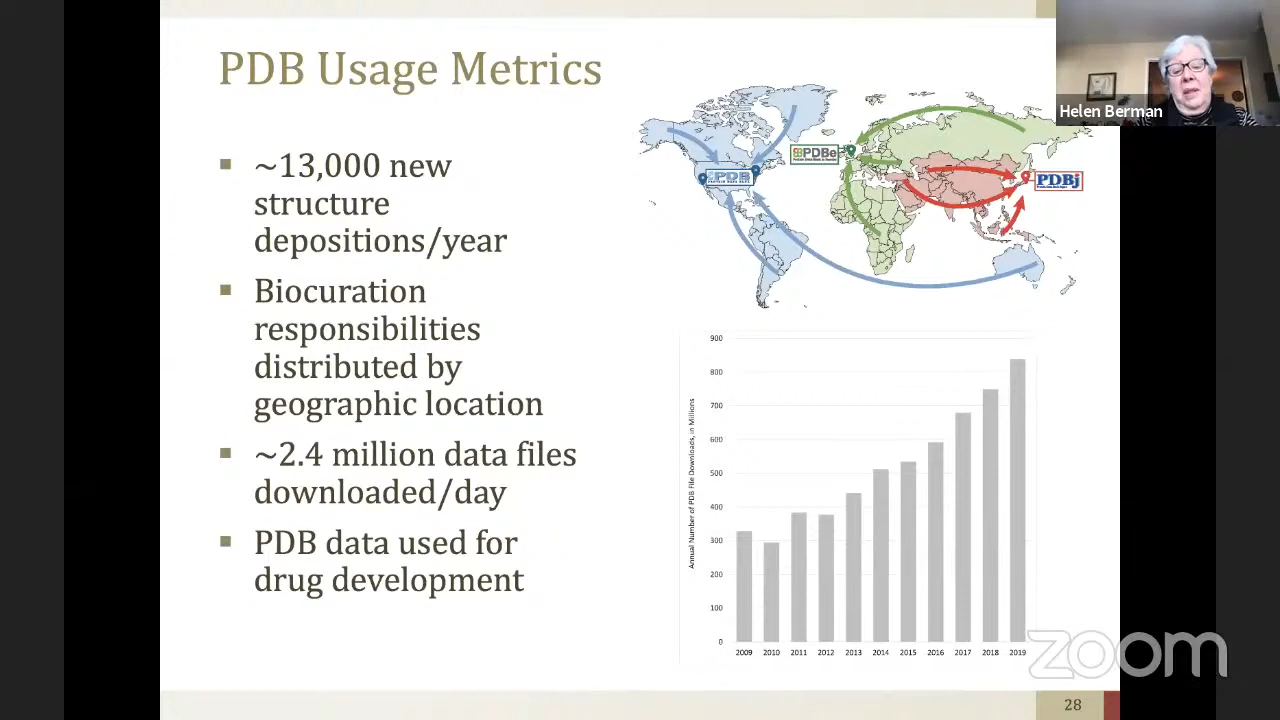 PDB Usage Metrics
Helen Berman
▪ ~13,000 new
structure
depositions/year
▪ Biocuration
responsibilities
distributed by
geographic location
▪ ~2.4 million data files
downloaded/day
▪ PDB data used for
drug development
PDB
PDBe
PDBj
Annual Number of PDB File Downloads, in Millions
900
800
700
600
500
400
300
200
100
0
2009 2010 2011 2012 2013 2014 2015 2016 2017 2018 2019
zoom
28